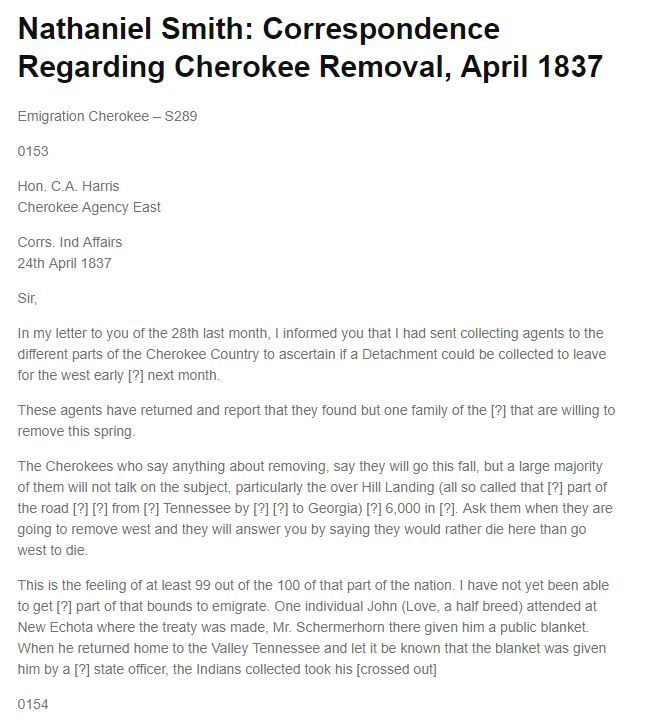 Nathaniel Smith: Correspondence
Regarding Cherokee Removal, April 1837
Emigration Cherokee – S289
0153
Hon. C.A. Harris
Cherokee Agency East
Corrs. Ind Affairs
24th April 1837
Sir,
In my letter to you of the 28th last month, I informed you that I had sent collecting agents to the
different parts of the Cherokee Country to ascertain if a Detachment could be collected to leave
for the west early [?] next month.
These agents have returned and report that they found but one family of the [?] that are willing to
remove this spring.
The Cherokees who say anything about removing, say they will go this fall, but a large majority
of them will not talk on the subject, particularly the over Hill Landing (all so called that [?] part of
the road [?] [?] from [?] Tennessee by [?] [?] to Georgia) [?] 6,000 in [?]. Ask them when they are
going to remove west and they will answer you by saying they would rather die here than go
west to die.
This is the feeling of at least 99 out of the 100 of that part of the nation. I have not yet been able
to get [?] part of that bounds to emigrate. One individual John (Love, a half breed) attended at
New Echota where the treaty was made, Mr. Schermerhorn there given him a public blanket.
When he returned home to the Valley Tennessee and let it be known that the blanket was given
him by a [?] state officer, the Indians collected took his [crossed out]
0154